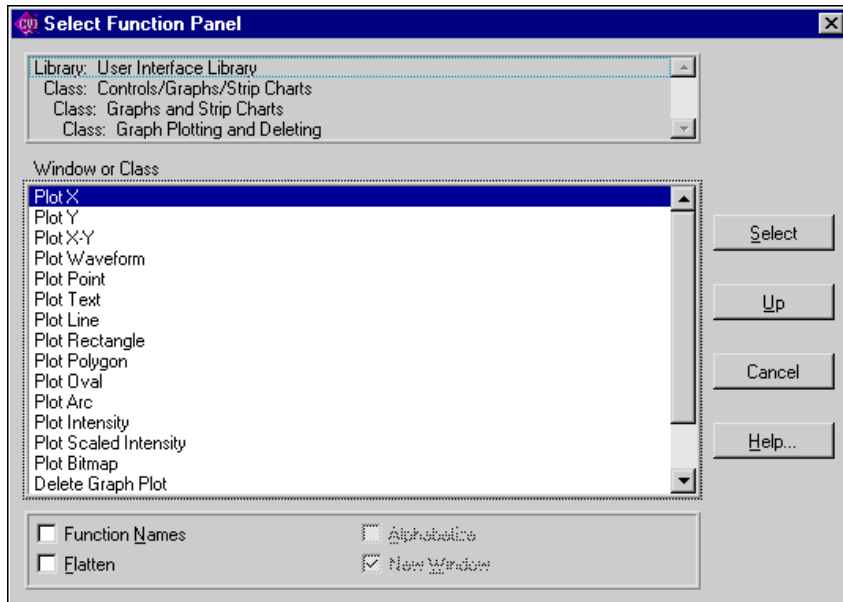 CVI Select Function Panel
Library: User Interface Library
Class: Controls/Graphs/Strip Charts
Class: Graphs and Strip Charts
Class: Graph Plotting and Deleting
Window or Class
Plot X
Plot Y
Plot X-Y
Plot Waveform
Plot Point
Plot Text
Plot Line
Plot Rectangle
Plot Polygon
Plot Oval
Plot Arc
Plot Intensity
Plot Scaled Intensity
Plot Bitmap
Delete Graph Plot
Select
Up
Cancel
Help...
Function Names
Alphabetize
Flatten
New Window